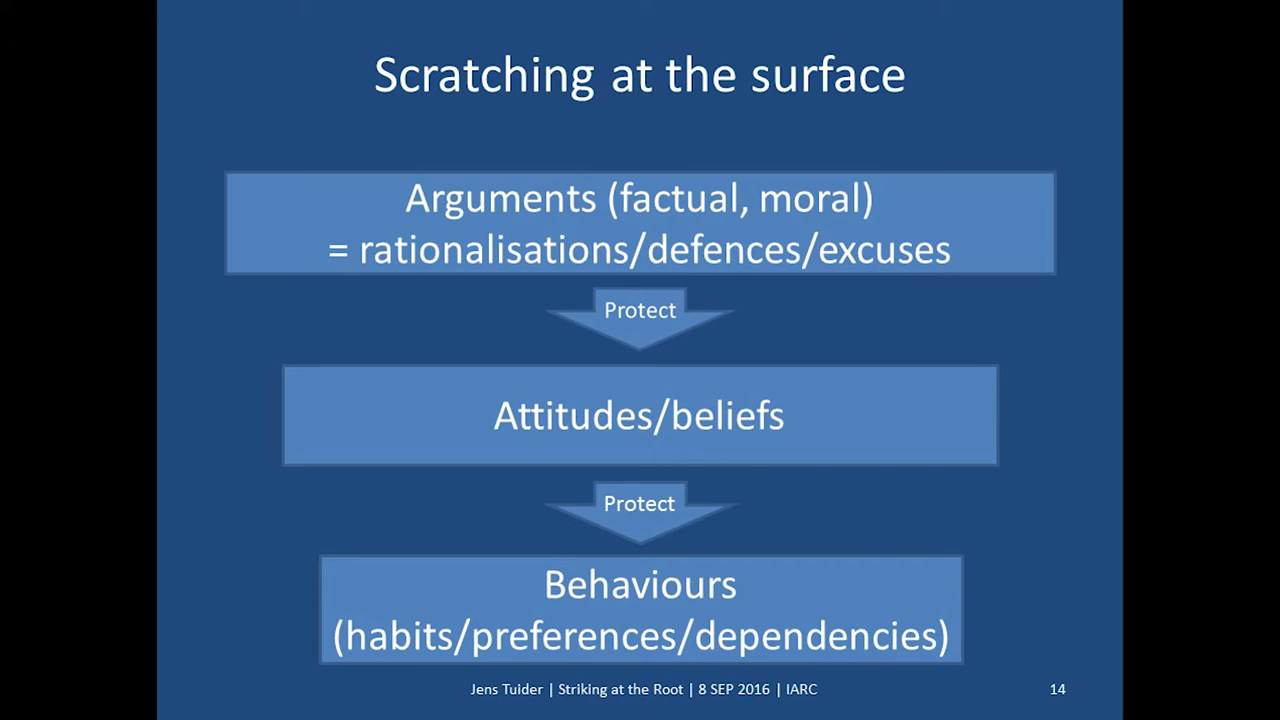 Scratching at the surface
Arguments (factual, moral)
= rationalisations/defences/excuses
Protect
Attitudes/beliefs
Protect
Behaviours
(habits/preferences/dependencies)
Jens Tuider | Striking at the Root | 8 SEP 2016 | IARC
14